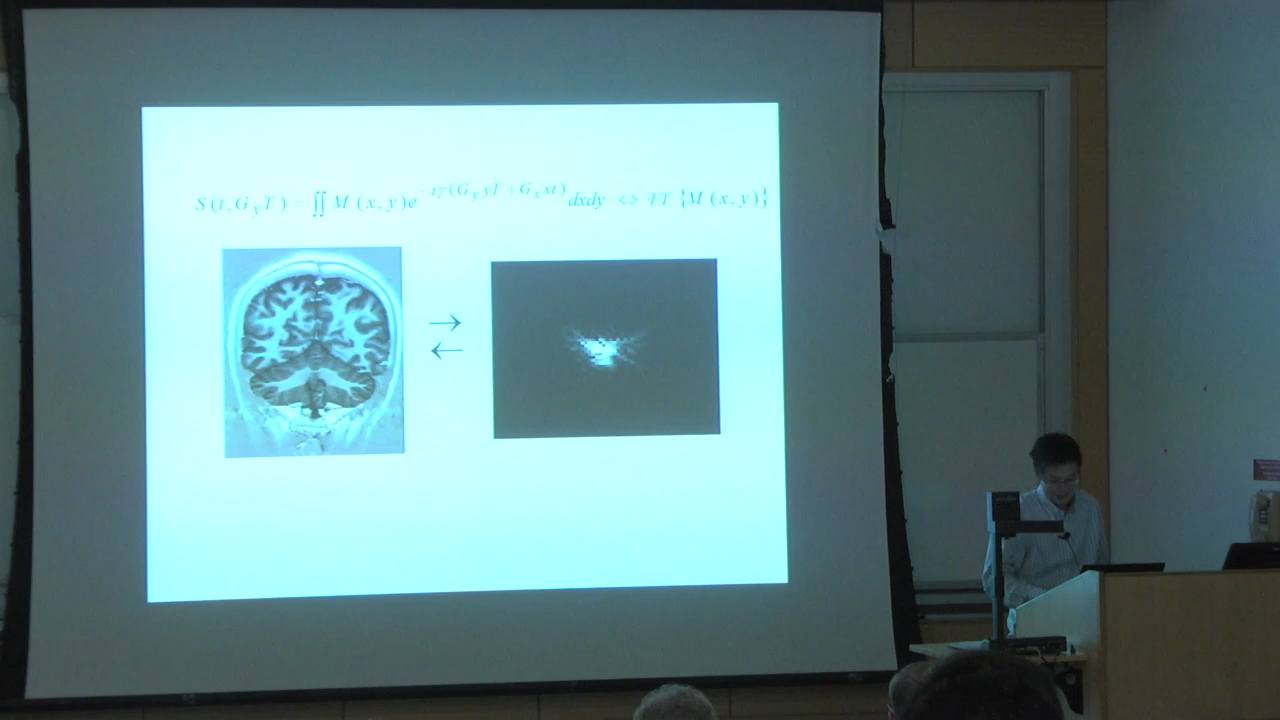 S(t, G_y T) = ∬ M(x, y)e^{-iγ(G_y yT + G_x xt)} dxdy ⇔ FT {M(x, y)}